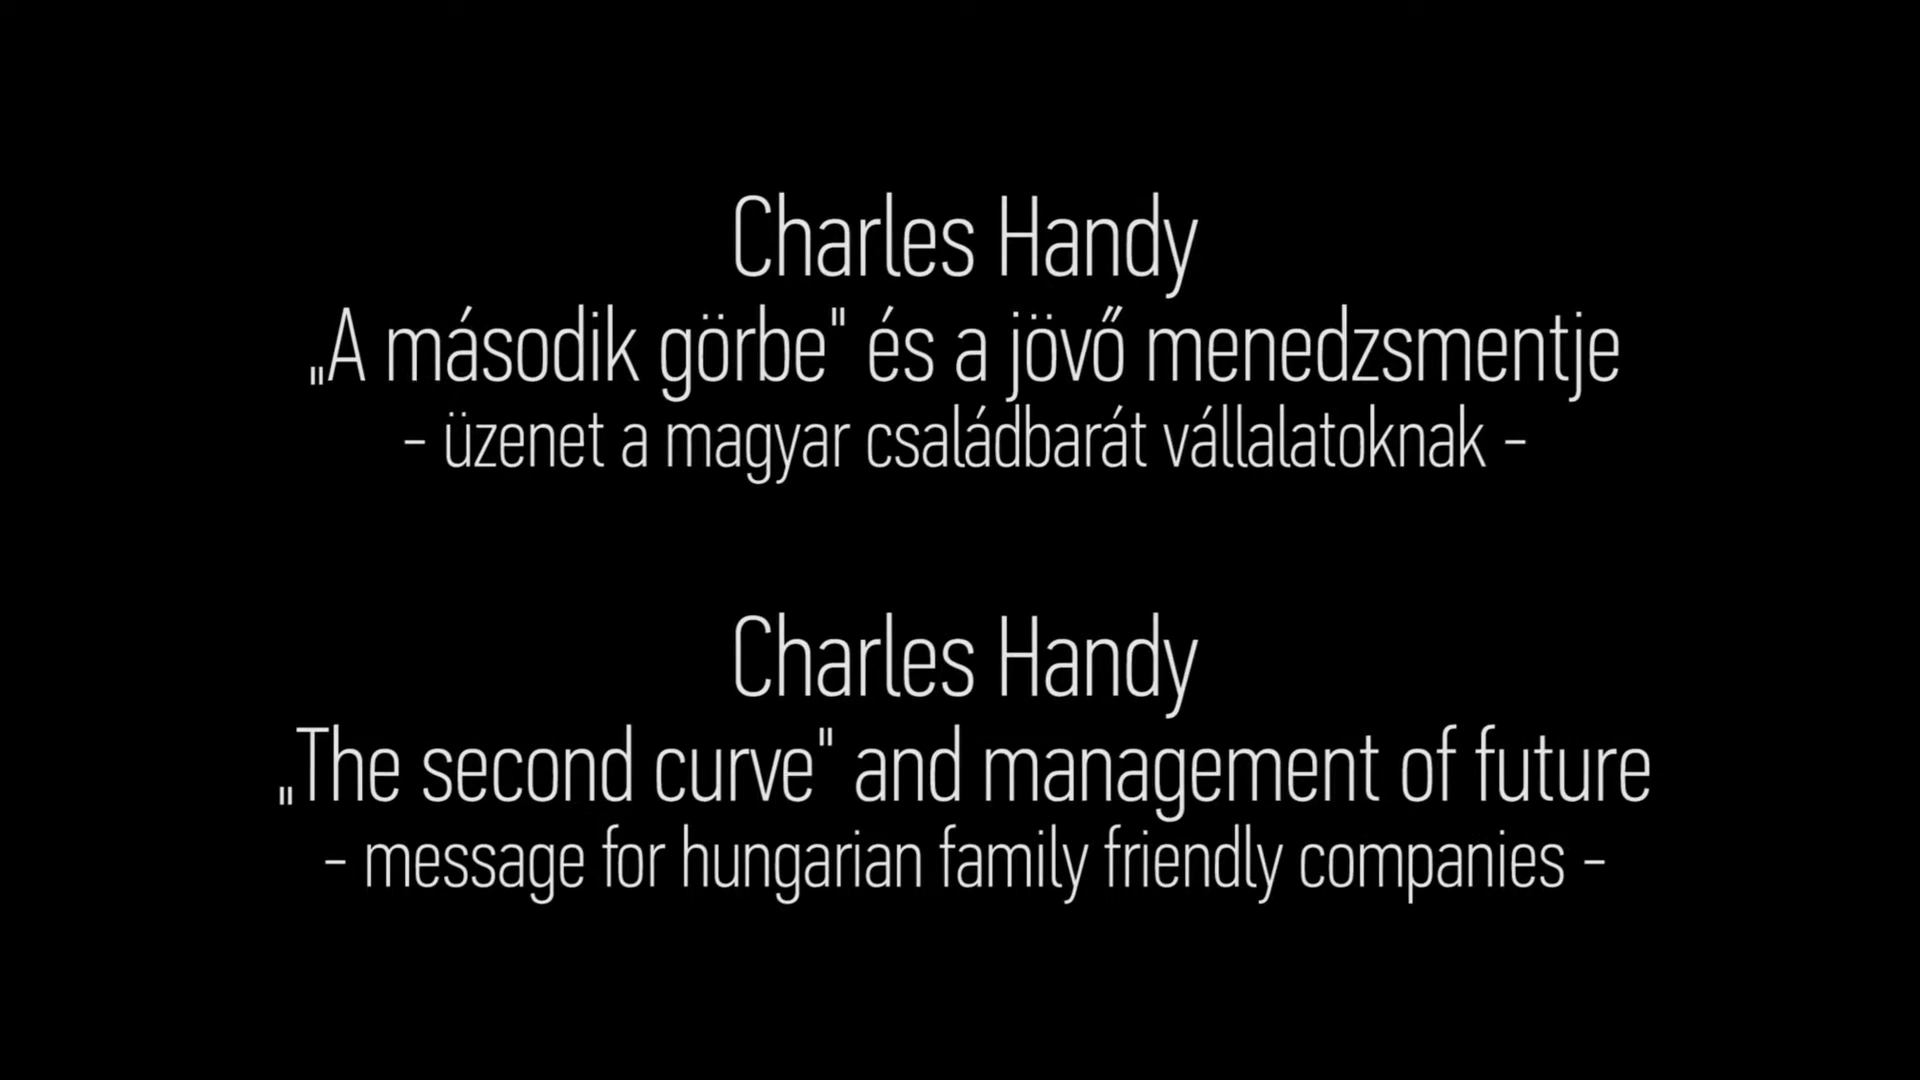 Charles Handy
„A második görbe" és a jövő menedzsmentje
- üzenet a magyar családbarát vállalatoknak -
Charles Handy
„The second curve" and management of future
- message for hungarian family friendly companies -